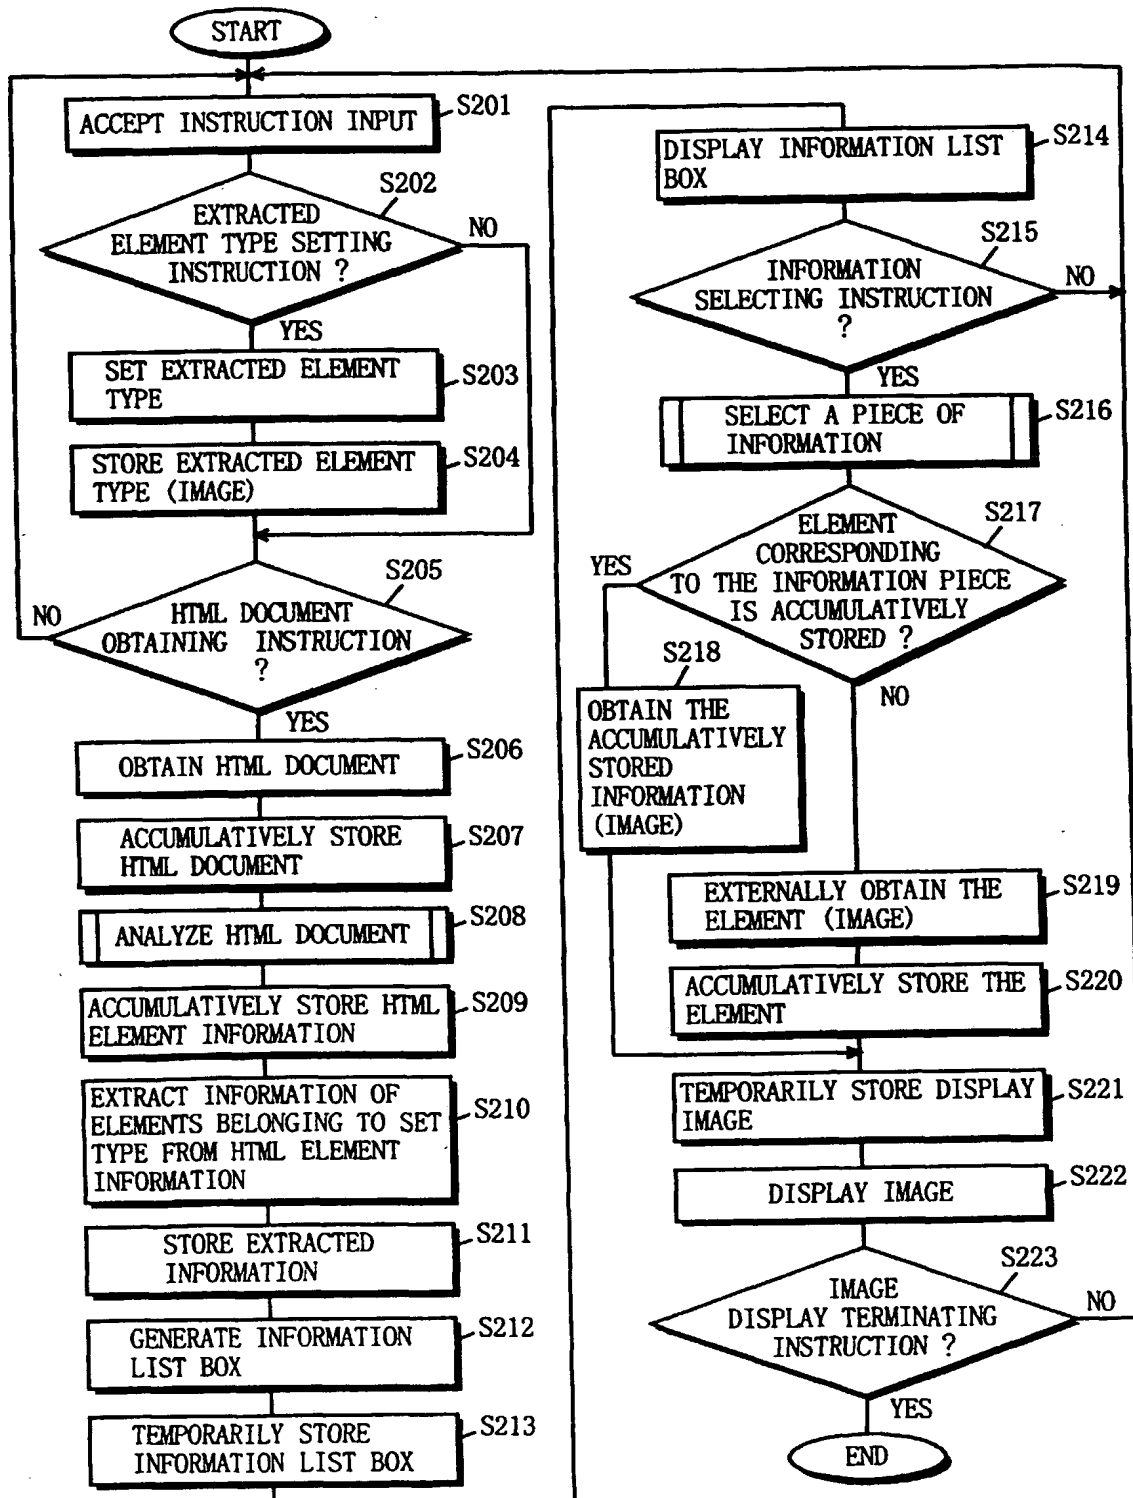 START
ACCEPT INSTRUCTION INPUT
S201
S202
EXTRACTED
ELEMENT TYPE SETTING
INSTRUCTION ?
NO
YES
SET EXTRACTED ELEMENT
TYPE
S203
STORE EXTRACTED ELEMENT
TYPE (IMAGE)
S204
S205
HTML DOCUMENT
OBTAINING INSTRUCTION
?
NO
YES
OBTAIN HTML DOCUMENT
S206
ACCUMULATIVELY STORE
HTML DOCUMENT
S207
ANALYZE HTML DOCUMENT
S208
ACCUMULATIVELY STORE HTML
ELEMENT INFORMATION
S209
EXTRACT INFORMATION OF
ELEMENTS BELONGING TO SET
TYPE FROM HTML ELEMENT
INFORMATION
S210
STORE EXTRACTED
INFORMATION
S211
GENERATE INFORMATION
LIST BOX
S212
TEMPORARILY STORE
INFORMATION LIST BOX
S213
DISPLAY INFORMATION LIST
BOX
S214
S215
INFORMATION
SELECTING INSTRUCTION
?
NO
YES
SELECT A PIECE OF
INFORMATION
S216
S217
ELEMENT
CORRESPONDING
TO THE INFORMATION PIECE
IS ACCUMULATIVELY
STORED ?
YES
NO
S218
OBTAIN THE
ACCUMULATIVELY
STORED
INFORMATION
(IMAGE)
EXTERNALLY OBTAIN THE
ELEMENT (IMAGE)
S219
ACCUMULATIVELY STORE THE
ELEMENT
S220
TEMPORARILY STORE DISPLAY
IMAGE
S221
DISPLAY IMAGE
S222
S223
IMAGE
DISPLAY TERMINATING
INSTRUCTION ?
NO
YES
END